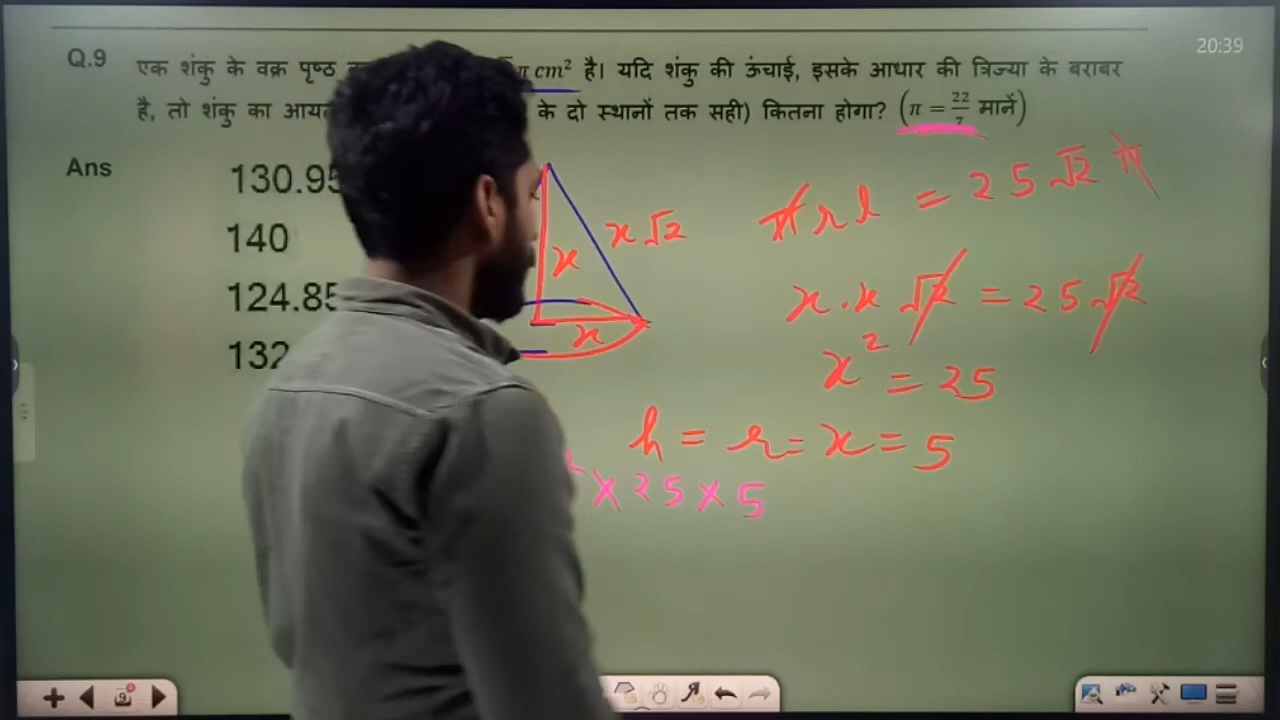 20:39
Q.9 एक शंकु के वक्र पृष्ठ π cm² है। यदि शंकु की ऊंचाई, इसके आधार की त्रिज्या के बराबर
है, तो शंकु का के दो स्थानों तक सही) कितना होगा? (π = 22/7 मानें)
Ans
130.95
140
124.85
132
x√2
x
x
πrl = 25√2 π
x.x √2 = 25√2
x² = 25
h = r = x = 5
×25×5
9